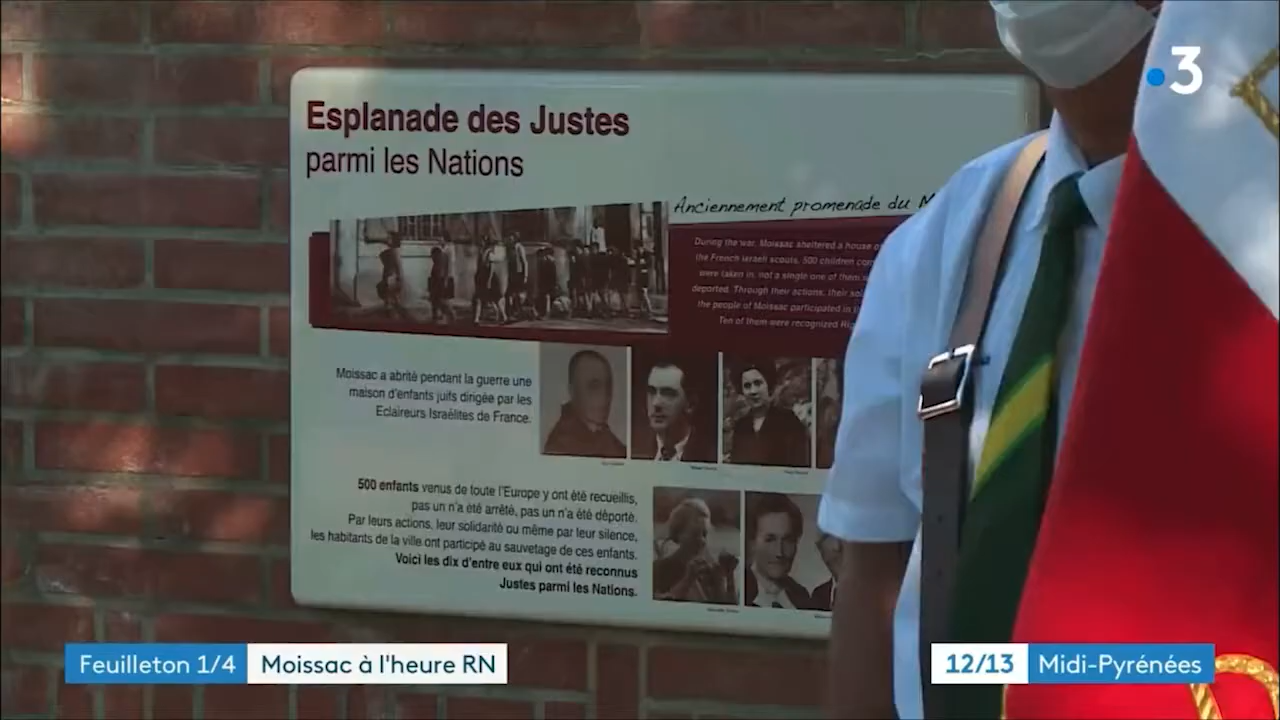 3
Esplanade des Justes
parmi les Nations
Anciennement promenade du
During the war, Moissac sheltered a house
the French israeli scouts, 500 children
were taken in, not a single one of them
deported. Through their actions, their
the people of Moissac participated in
Ten of them were recognized
Moissac a abrité pendant la guerre une
maison d'enfants juifs dirigée par les
Eclaireurs Israëlites de France.
500 enfants venus de toute l'Europe y ont été recueillis,
pas un n'a été arrêté, pas un n'a été déporté.
Par leurs actions, leur solidarité ou même par leur silence,
les habitants de la ville ont participé au sauvetage de ces enfants.
Voici les dix d'entre eux qui ont été reconnus
Justes parmi les Nations.
Feuilleton 1/4 Moissac à l'heure RN
12/13 Midi-Pyrénées